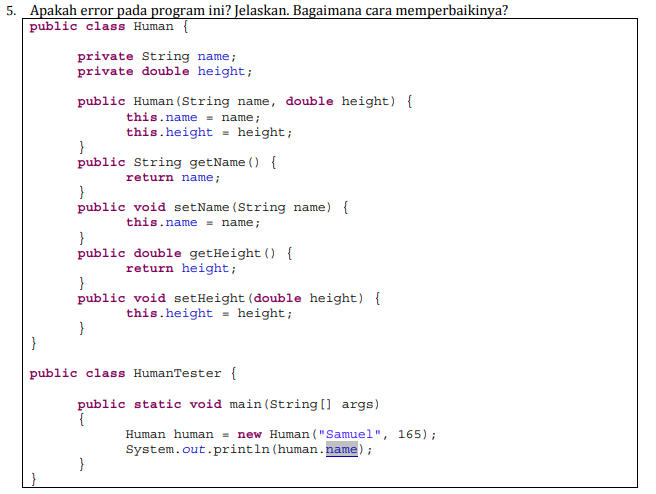 5. Apakah error pada program ini? Jelaskan. Bagaimana cara memperbaikinya?
public class Human {
private String name;
private double height;
public Human(String name, double height) {
this.name = name;
this.height = height;
}
public String getName() {
return name;
}
public void setName(String name) {
this.name = name;
}
public double getHeight() {
return height;
}
public void setHeight(double height) {
this.height = height;
}
}
public class HumanTester {
public static void main(String[] args)
{
Human human = new Human("Samuel", 165);
System.out.println(human.name);
}
}